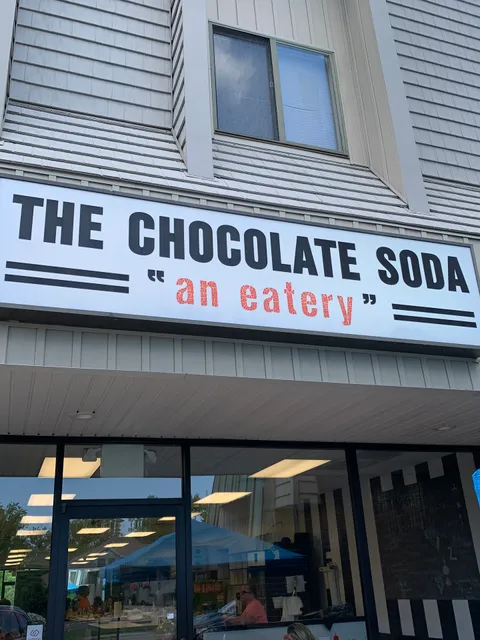 THE CHOCOLATE SODA
"an eatery"